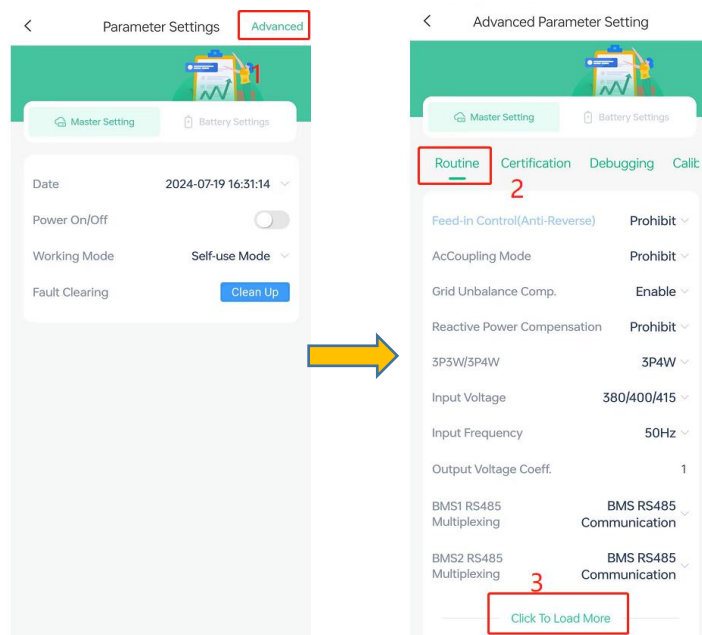 Parameter Settings
Advanced
1
Master Setting
Battery Settings
Date
2024-07-19 16:31:14
Power On/Off
Working Mode
Self-use Mode
Fault Clearing
Clean Up
Advanced Parameter Setting
Master Setting
Battery Settings
Routine
Certification
Debugging
Calib
2
Feed-in Control(Anti-Reverse)
Prohibit
AcCoupling Mode
Prohibit
Grid Unbalance Comp.
Enable
Reactive Power Compensation
Prohibit
3P3W/3P4W
3P4W
Input Voltage
380/400/415
Input Frequency
50Hz
Output Voltage Coeff.
1
BMS1 RS485
Multiplexing
BMS RS485
Communication
BMS2 RS485
Multiplexing
BMS RS485
Communication
3
Click To Load More